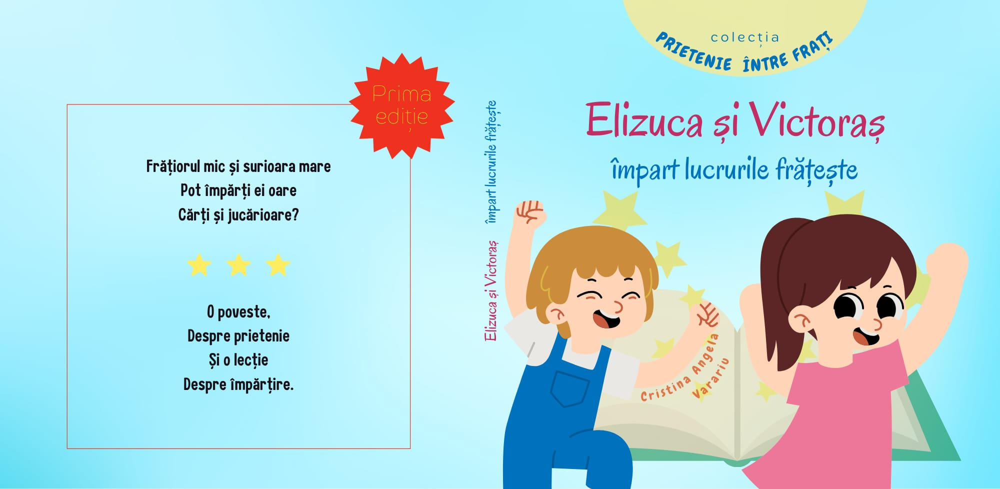 Prima
ediție
Frățiorul mic și surioara mare
Pot împărți ei oare
Cărți și jucărioare?
O poveste,
Despre prietenie
Și o lecție
Despre împărțire.
Elizuca și Victoraș împart lucrurile frățește
colecția
PRIETENIE ÎNTRE FRAȚI
Elizuca și Victoraș
împart lucrurile frățește
Cristina Angela
Varariu